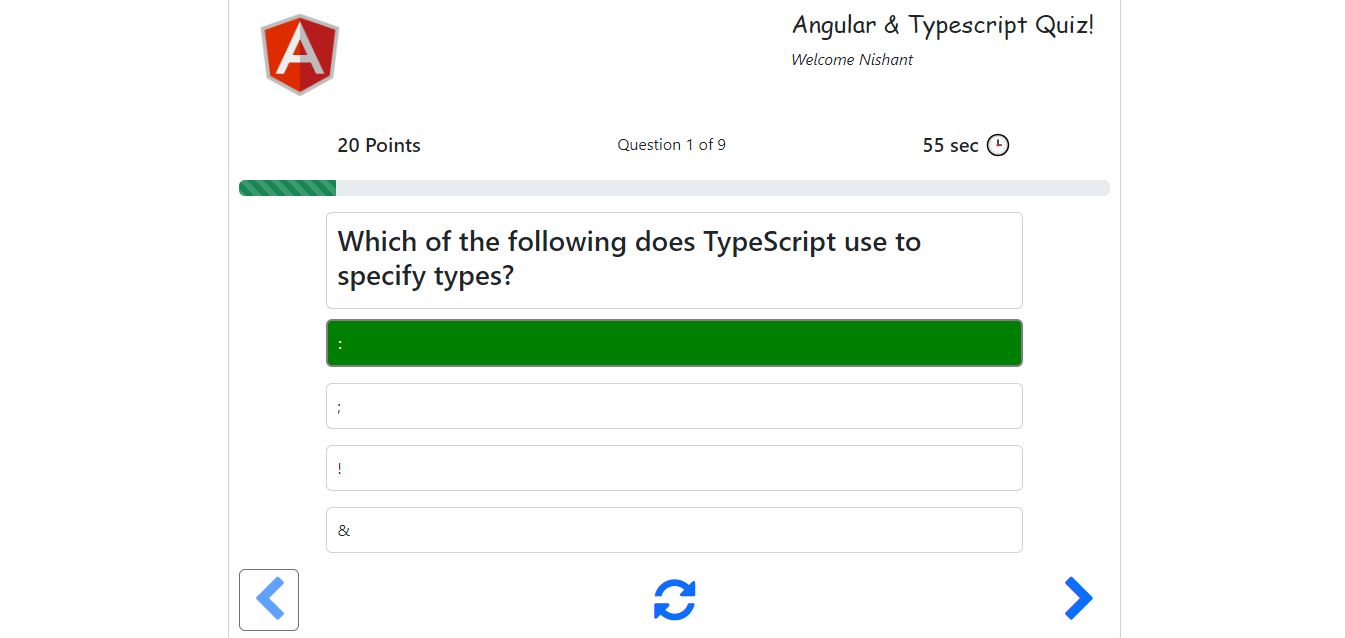 Angular & Typescript Quiz!
Welcome Nishant
20 Points
Question 1 of 9
55 sec
Which of the following does TypeScript use to
specify types?
:
;
!
&